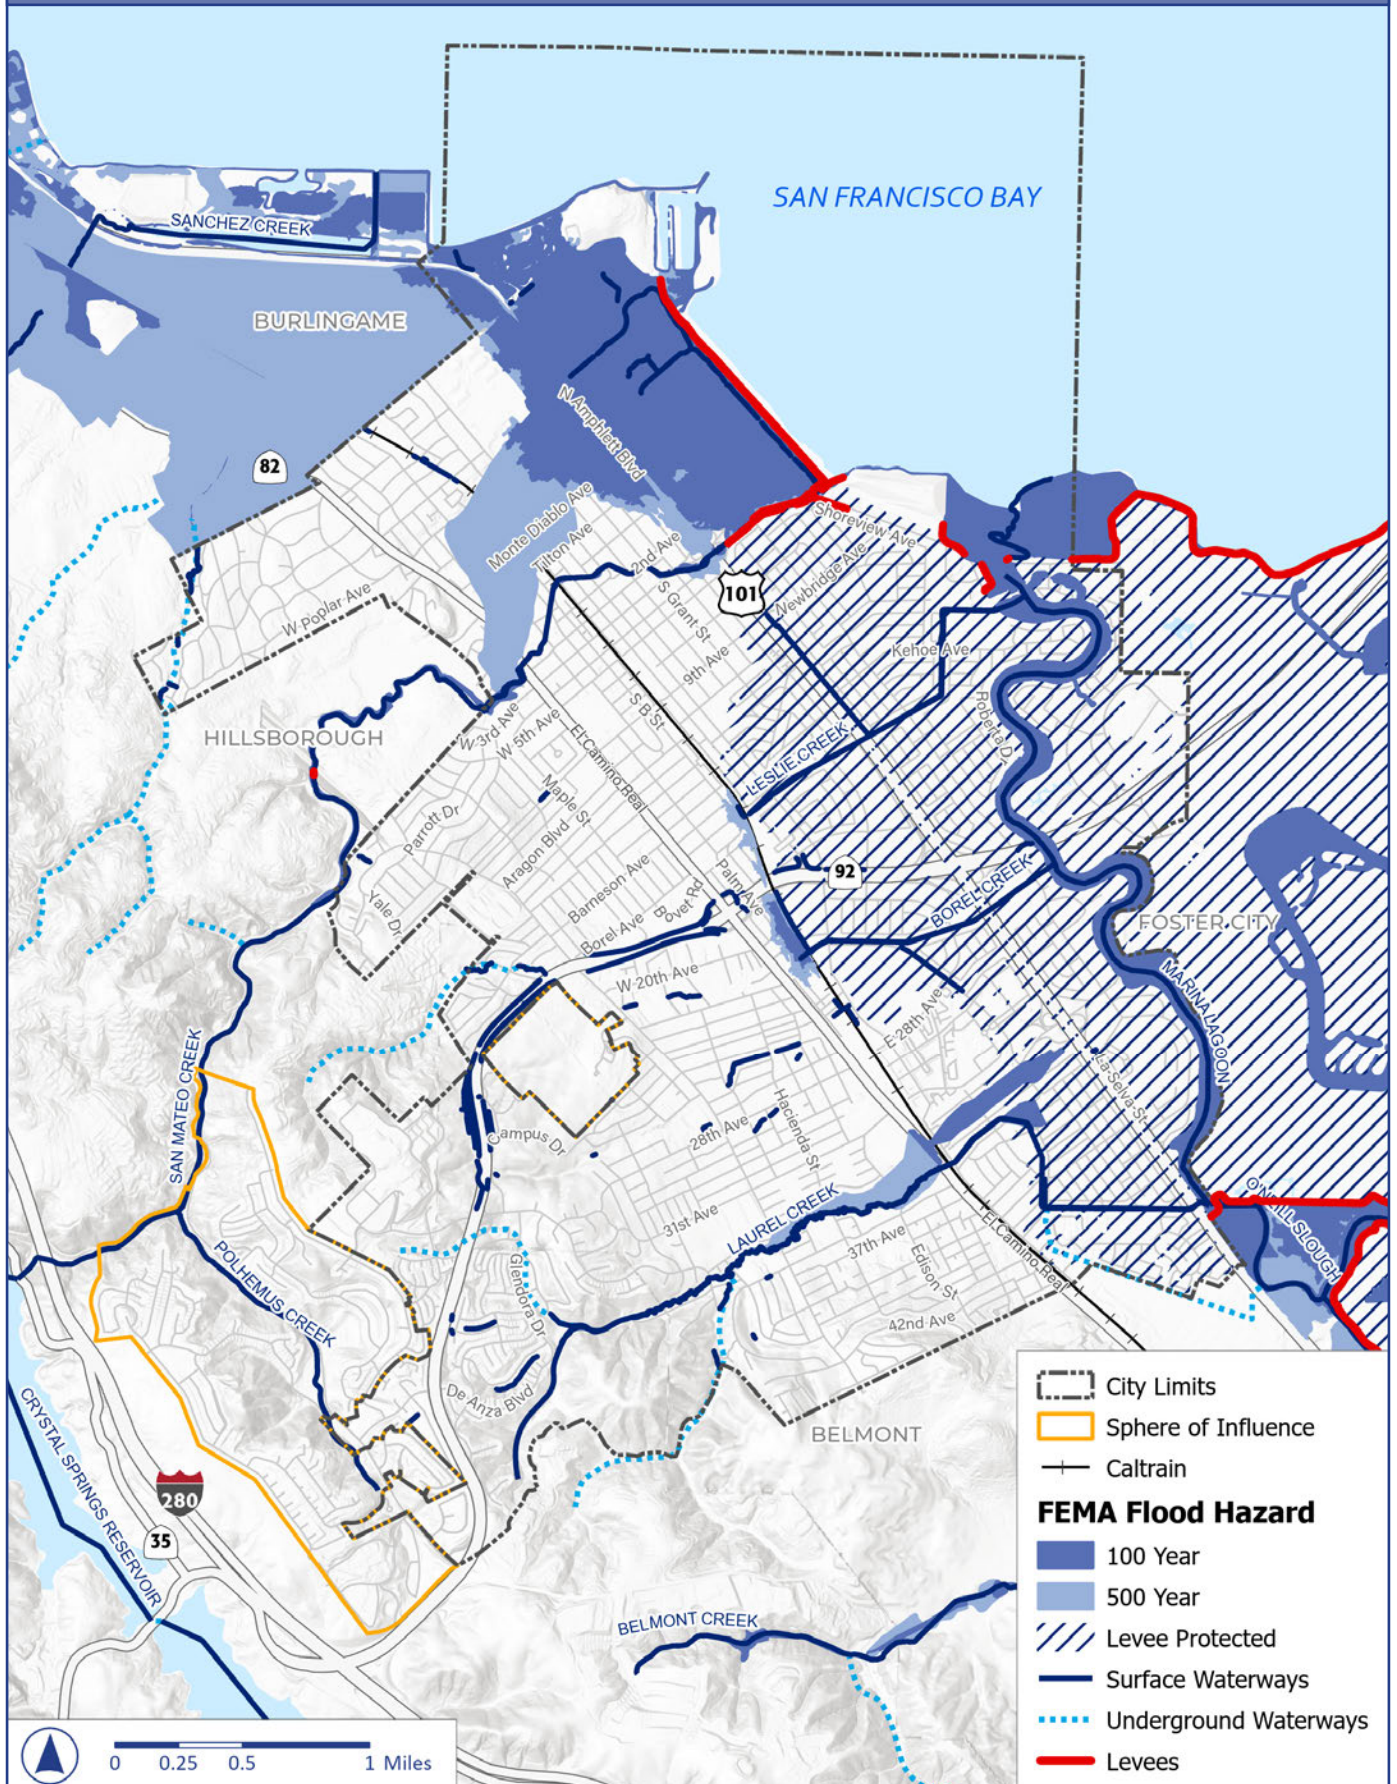 SAN FRANCISCO BAY
SANCHEZ CREEK
BURLINGAME
N Amphlett Blvd
82
Monte Diablo Ave
Tilton Ave
2nd Ave
Shoreview Ave
101
Newbridge Ave
S Grant St
W Poplar Ave
9th Ave
Kehoe Ave
S B St
Roberta Dr
HILLSBOROUGH
W 3rd Ave
W 5th Ave
El Camino Real
LESLIE CREEK
Maple St
Parrott Dr
Aragon Blvd
Barneson Ave
Palm Ave
92
Bovet Rd
BOREL CREEK
Yale Dr
Borel Ave
FOSTER CITY
W 20th Ave
MARINA LAGOON
E 28th Ave
SAN MATEO CREEK
La Selva St
Hacienda St
Campus Dr
28th Ave
O'NEILL SLOUGH
31st Ave
LAUREL CREEK
37th Ave
El Camino Real
Edison St
POLHEMUS CREEK
Glendora Dr
42nd Ave
De Anza Blvd
BELMONT
CRYSTAL SPRINGS RESERVOIR
280
35
BELMONT CREEK
City Limits
Sphere of Influence
Caltrain
FEMA Flood Hazard
100 Year
500 Year
Levee Protected
Surface Waterways
Underground Waterways
Levees
0 0.25 0.5 1 Miles